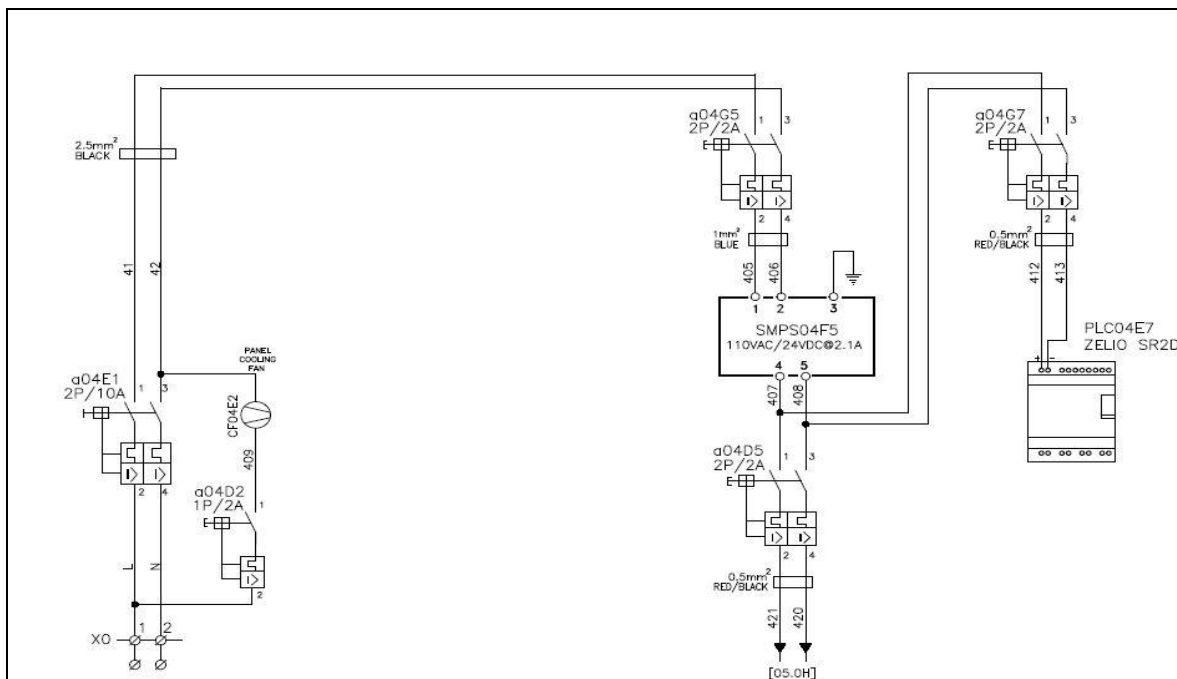 a04G5
2P/2A
1
3
2
4
1mm²
BLUE
405
406
a04G7
2P/2A
1
3
2
4
0.5mm²
RED/BLACK
412
413
2.5mm²
BLACK
41
42
1
2
3
SMPS04F5
110VAC/24VDC@2.1A
4
5
407
408
PLC04E7
ZELIO SR2D
+ -
PANEL
COOLING
FAN
CF04E2
409
a04E1
2P/10A
1
3
2
4
a04D2
1P/2A
1
2
L
N
X0
1
2
a04D5
2P/2A
1
3
2
4
0.5mm²
RED/BLACK
421
420
[05.0H]